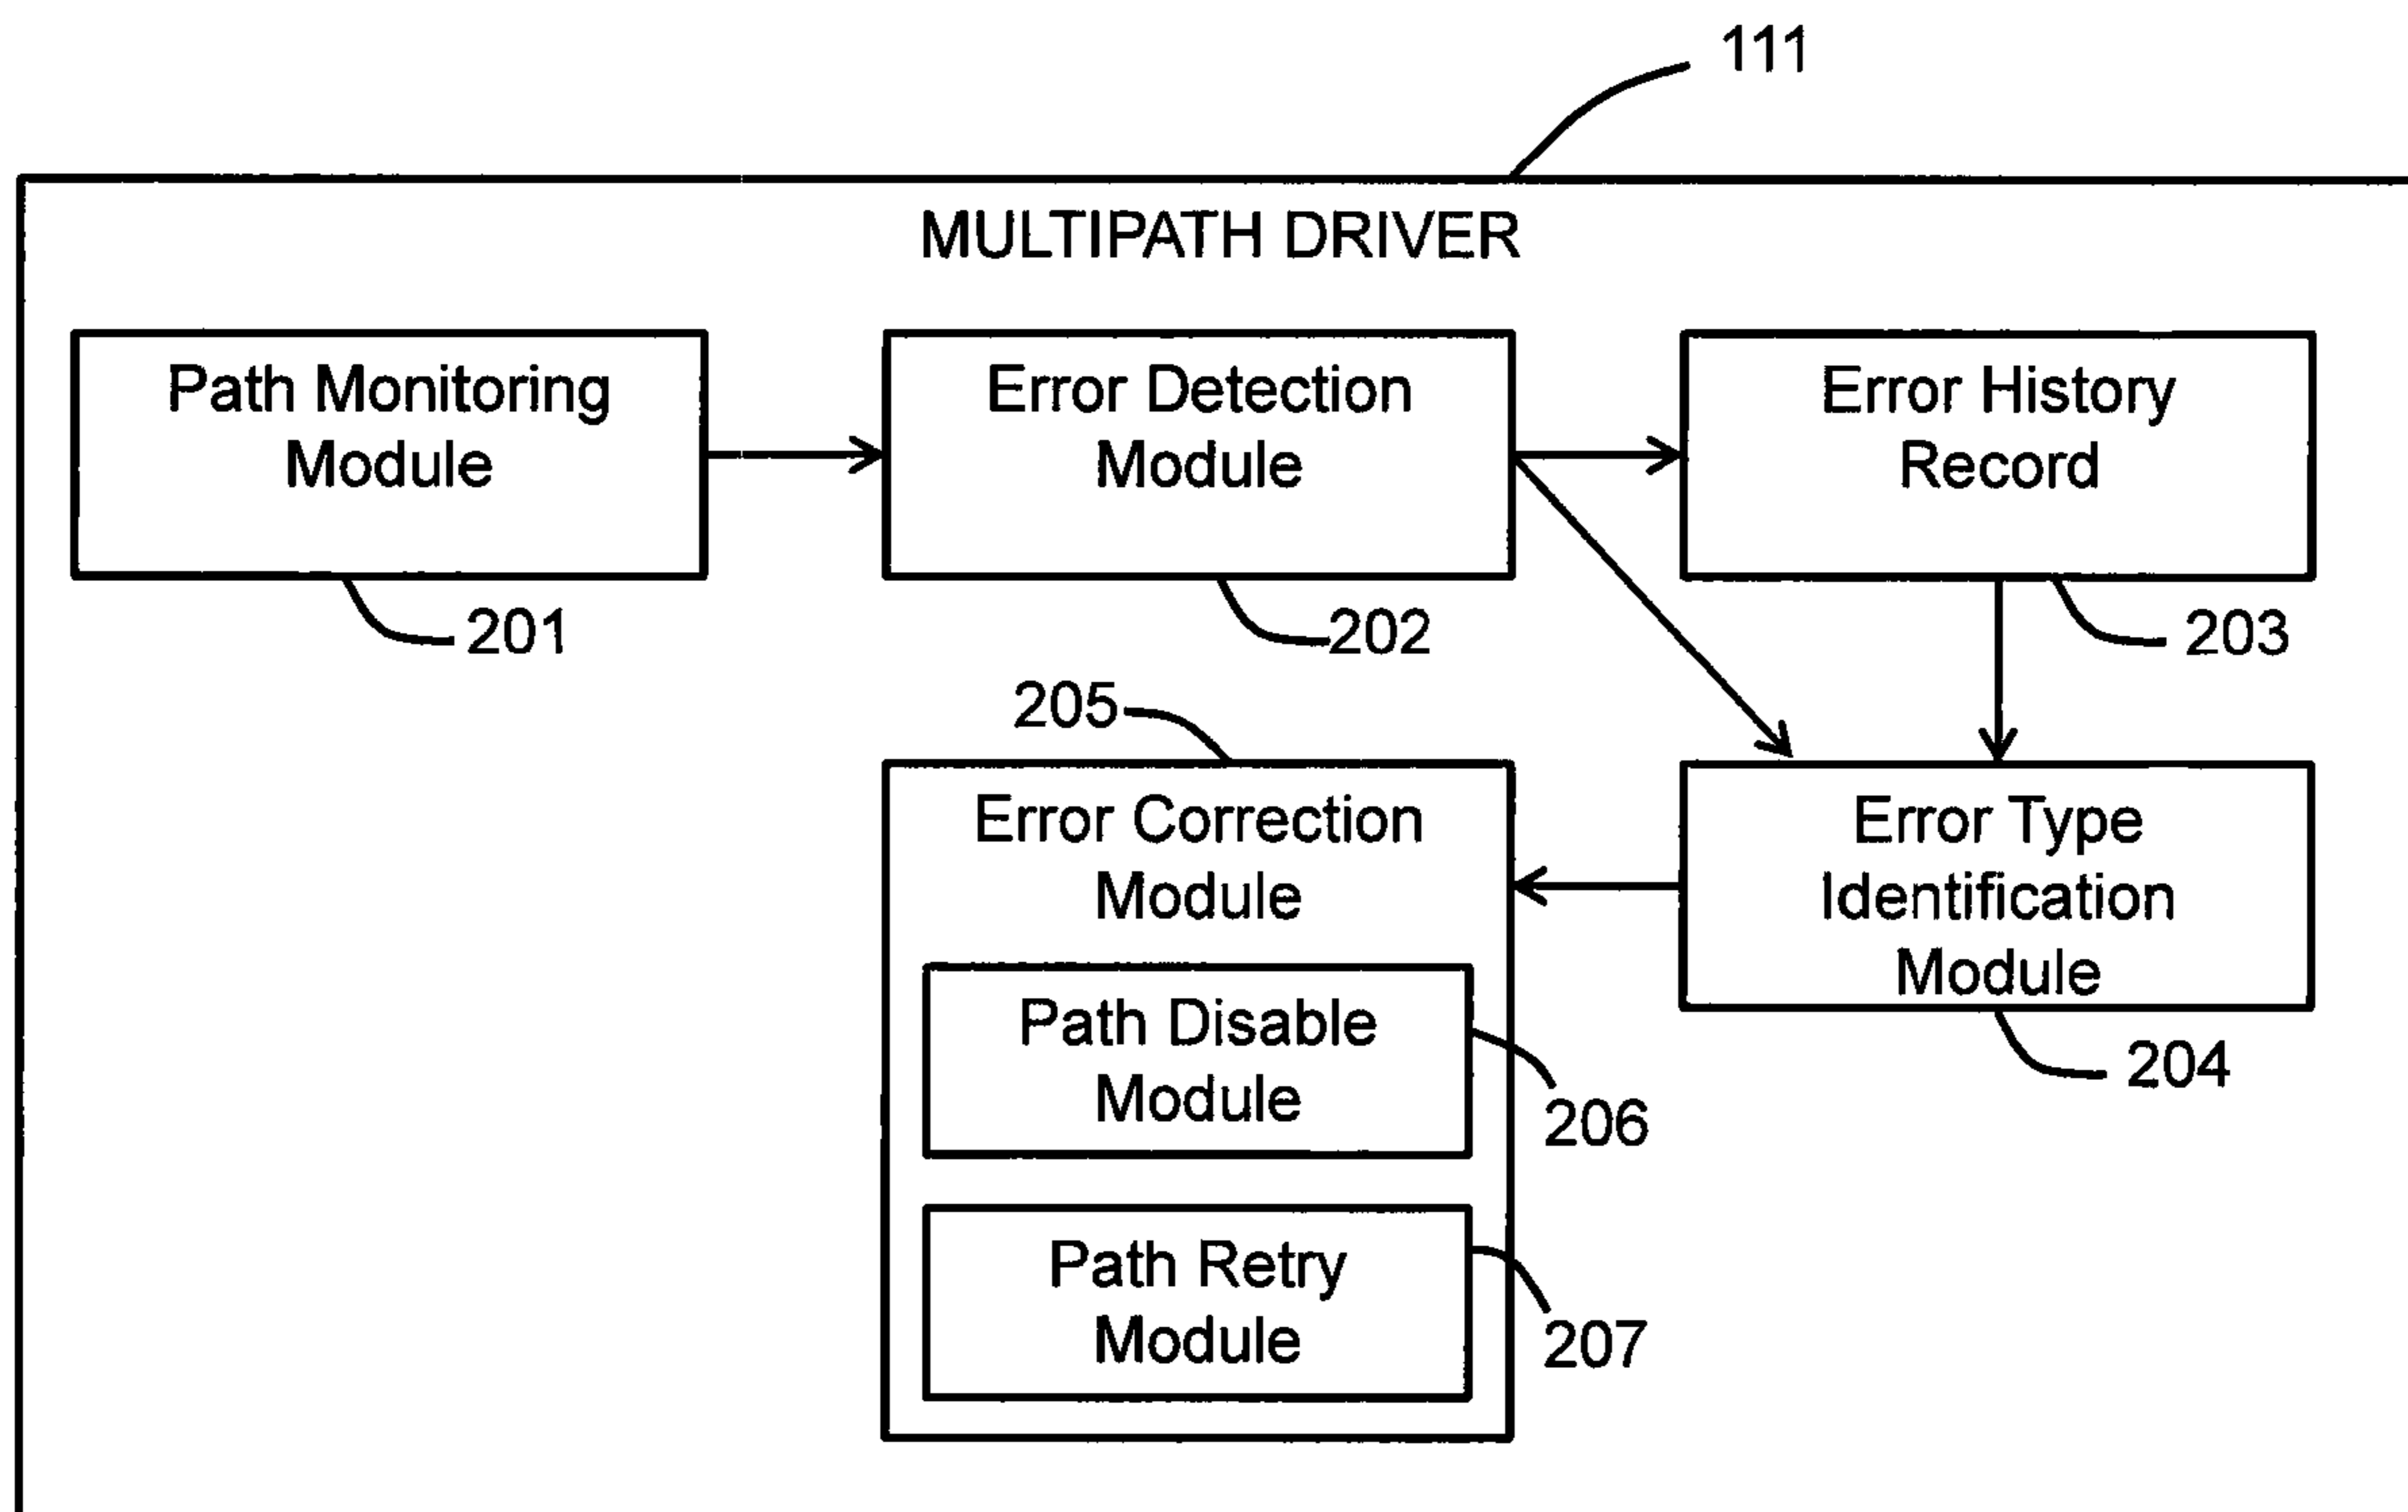 111
MULTIPATH DRIVER
Path Monitoring
Module
Error Detection
Module
Error History
Record
201
202
203
205
Error Correction
Module
Error Type
Identification
Module
Path Disable
Module
204
206
Path Retry
Module
207